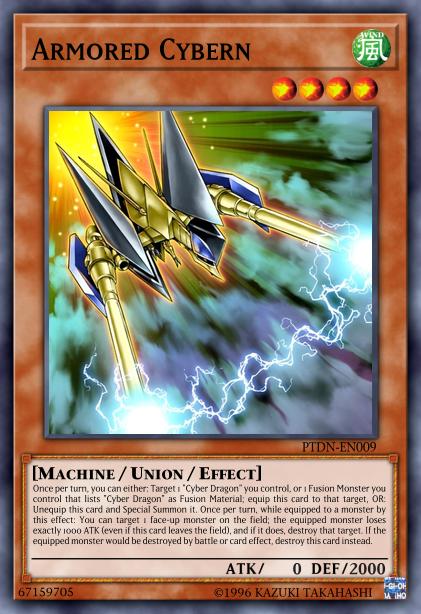 ARMORED CYBERN
WIND
風
PTDN-EN009
[MACHINE / UNION / EFFECT]
Once per turn, you can either: Target 1 "Cyber Dragon" you control, or 1 Fusion Monster you
control that lists "Cyber Dragon" as Fusion Material; equip this card to that target, OR:
Unequip this card and Special Summon it. Once per turn, while equipped to a monster by
this effect: You can target 1 face-up monster on the field; the equipped monster loses
exactly 1000 ATK (even if this card leaves the field), and if it does, destroy that target. If the
equipped monster would be destroyed by battle or card effect, destroy this card instead.
ATK/ 0 DEF/2000
67159705 ©1996 KAZUKI TAKAHASHI